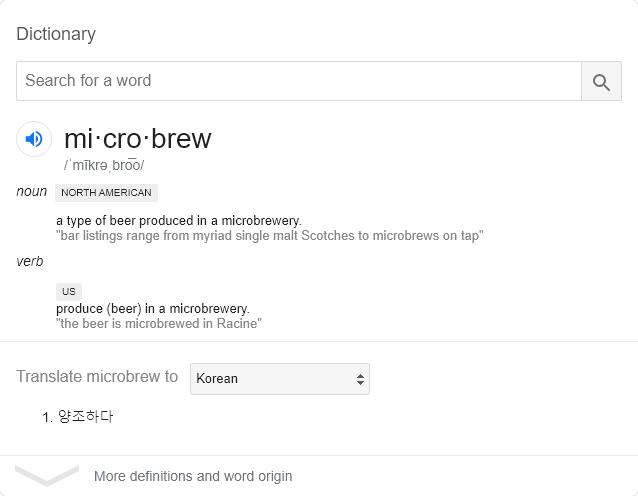 Dictionary
Search for a word
mi·cro·brew
/ˈmīkrəˌbro͞o/
noun NORTH AMERICAN
a type of beer produced in a microbrewery.
"bar listings range from myriad single malt Scotches to microbrews on tap"
verb
US
produce (beer) in a microbrewery.
"the beer is microbrewed in Racine"
Translate microbrew to Korean
1. 양조하다
More definitions and word origin